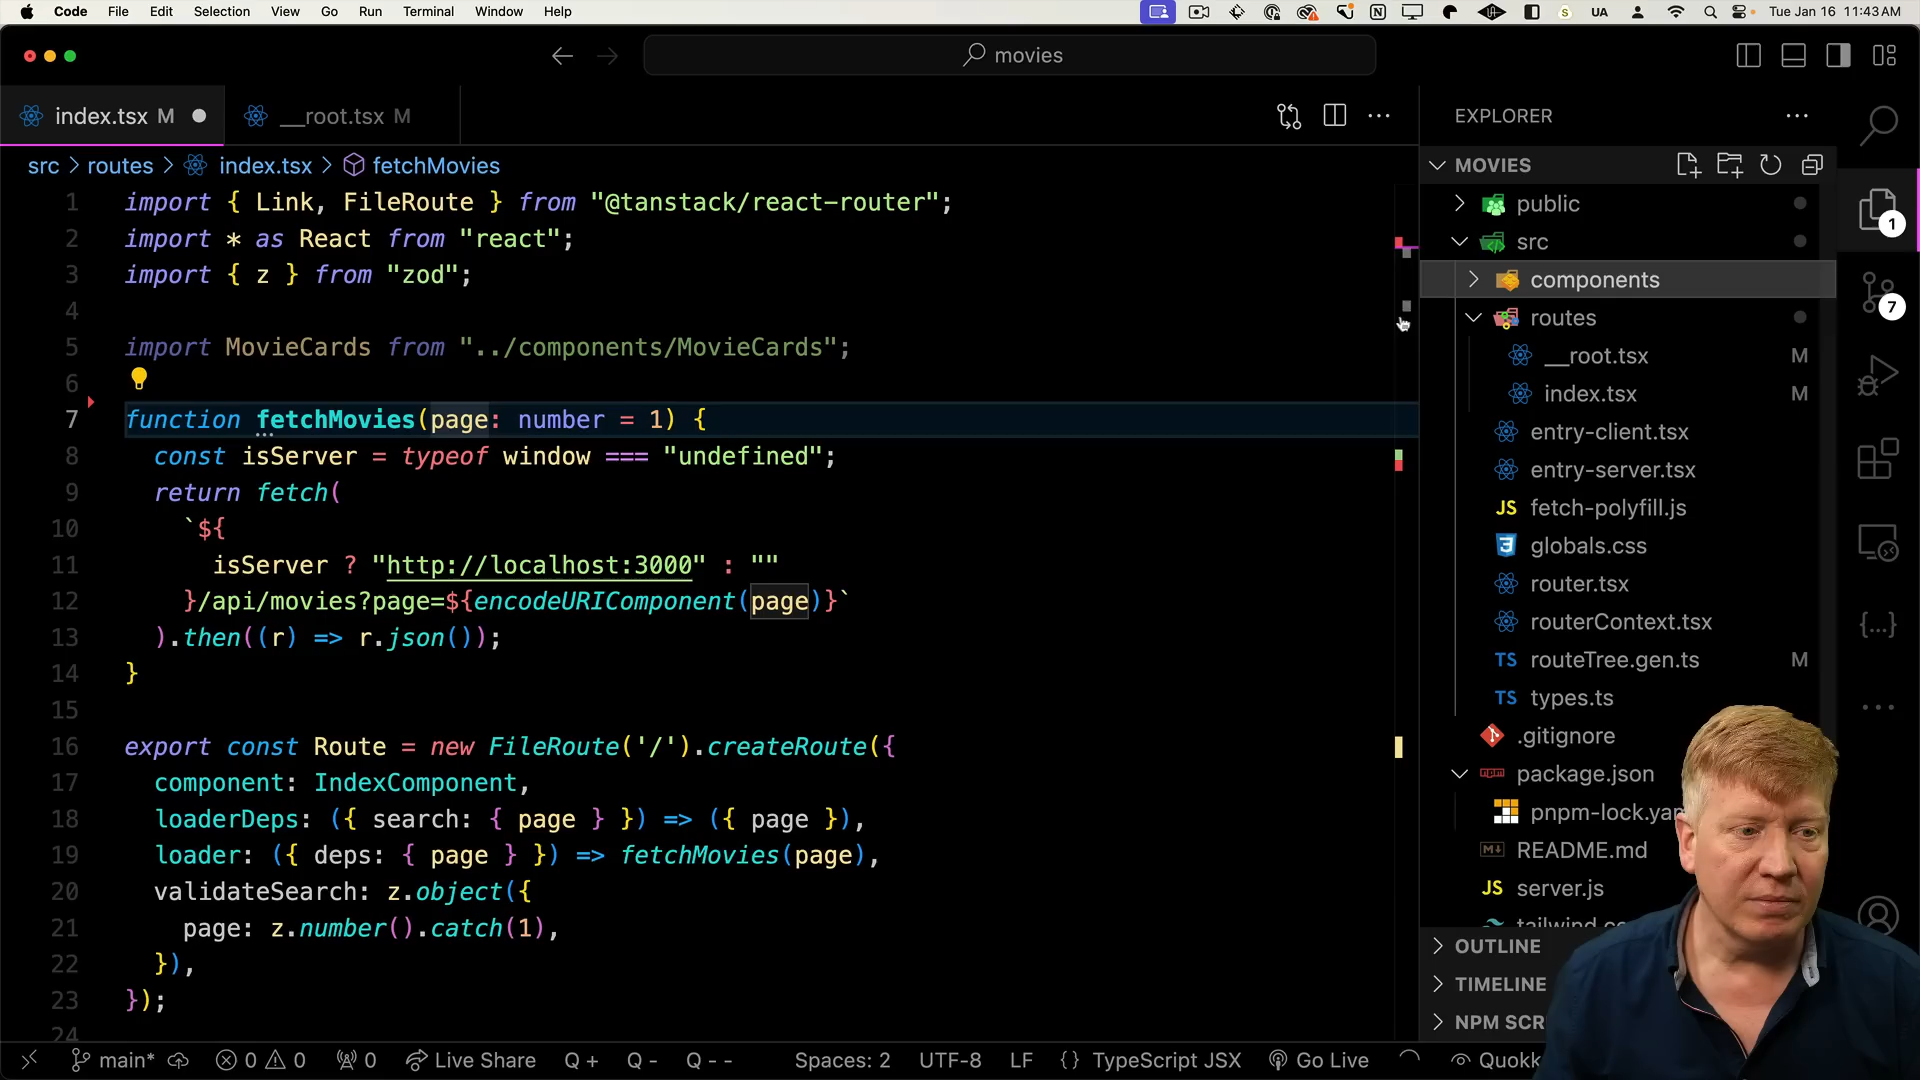 Code File Edit Selection View Go Run Terminal Window Help UA Tue Jan 16 11:43 AM
movies
index.tsx M __root.tsx M
src > routes > index.tsx > fetchMovies
1 import { Link, FileRoute } from "@tanstack/react-router";
2 import * as React from "react";
3 import { z } from "zod";
4
5 import MovieCards from "../components/MovieCards";
6
7 function fetchMovies(page: number = 1) {
8 const isServer = typeof window === "undefined";
9 return fetch(
10 `${
11 isServer ? "http://localhost:3000" : ""
12 }/api/movies?page=${encodeURIComponent(page)}`
13 ).then((r) => r.json());
14 }
15
16 export const Route = new FileRoute('/').createRoute({
17 component: IndexComponent,
18 loaderDeps: ({ search: { page } }) => ({ page }),
19 loader: ({ deps: { page } }) => fetchMovies(page),
20 validateSearch: z.object({
21 page: z.number().catch(1),
22 }),
23 });
24
EXPLORER
MOVIES
public
src
components
routes
__root.tsx M
index.tsx M
entry-client.tsx
entry-server.tsx
JS fetch-polyfill.js
globals.css
router.tsx
routerContext.tsx
TS routeTree.gen.ts M
TS types.ts
.gitignore
package.json
pnpm-lock.yam
README.md
JS server.js
OUTLINE
TIMELINE
NPM SCR
1
7
main* 0 0 0 Live Share Q + Q - Q - - Spaces: 2 UTF-8 LF {} TypeScript JSX Go Live Quokk